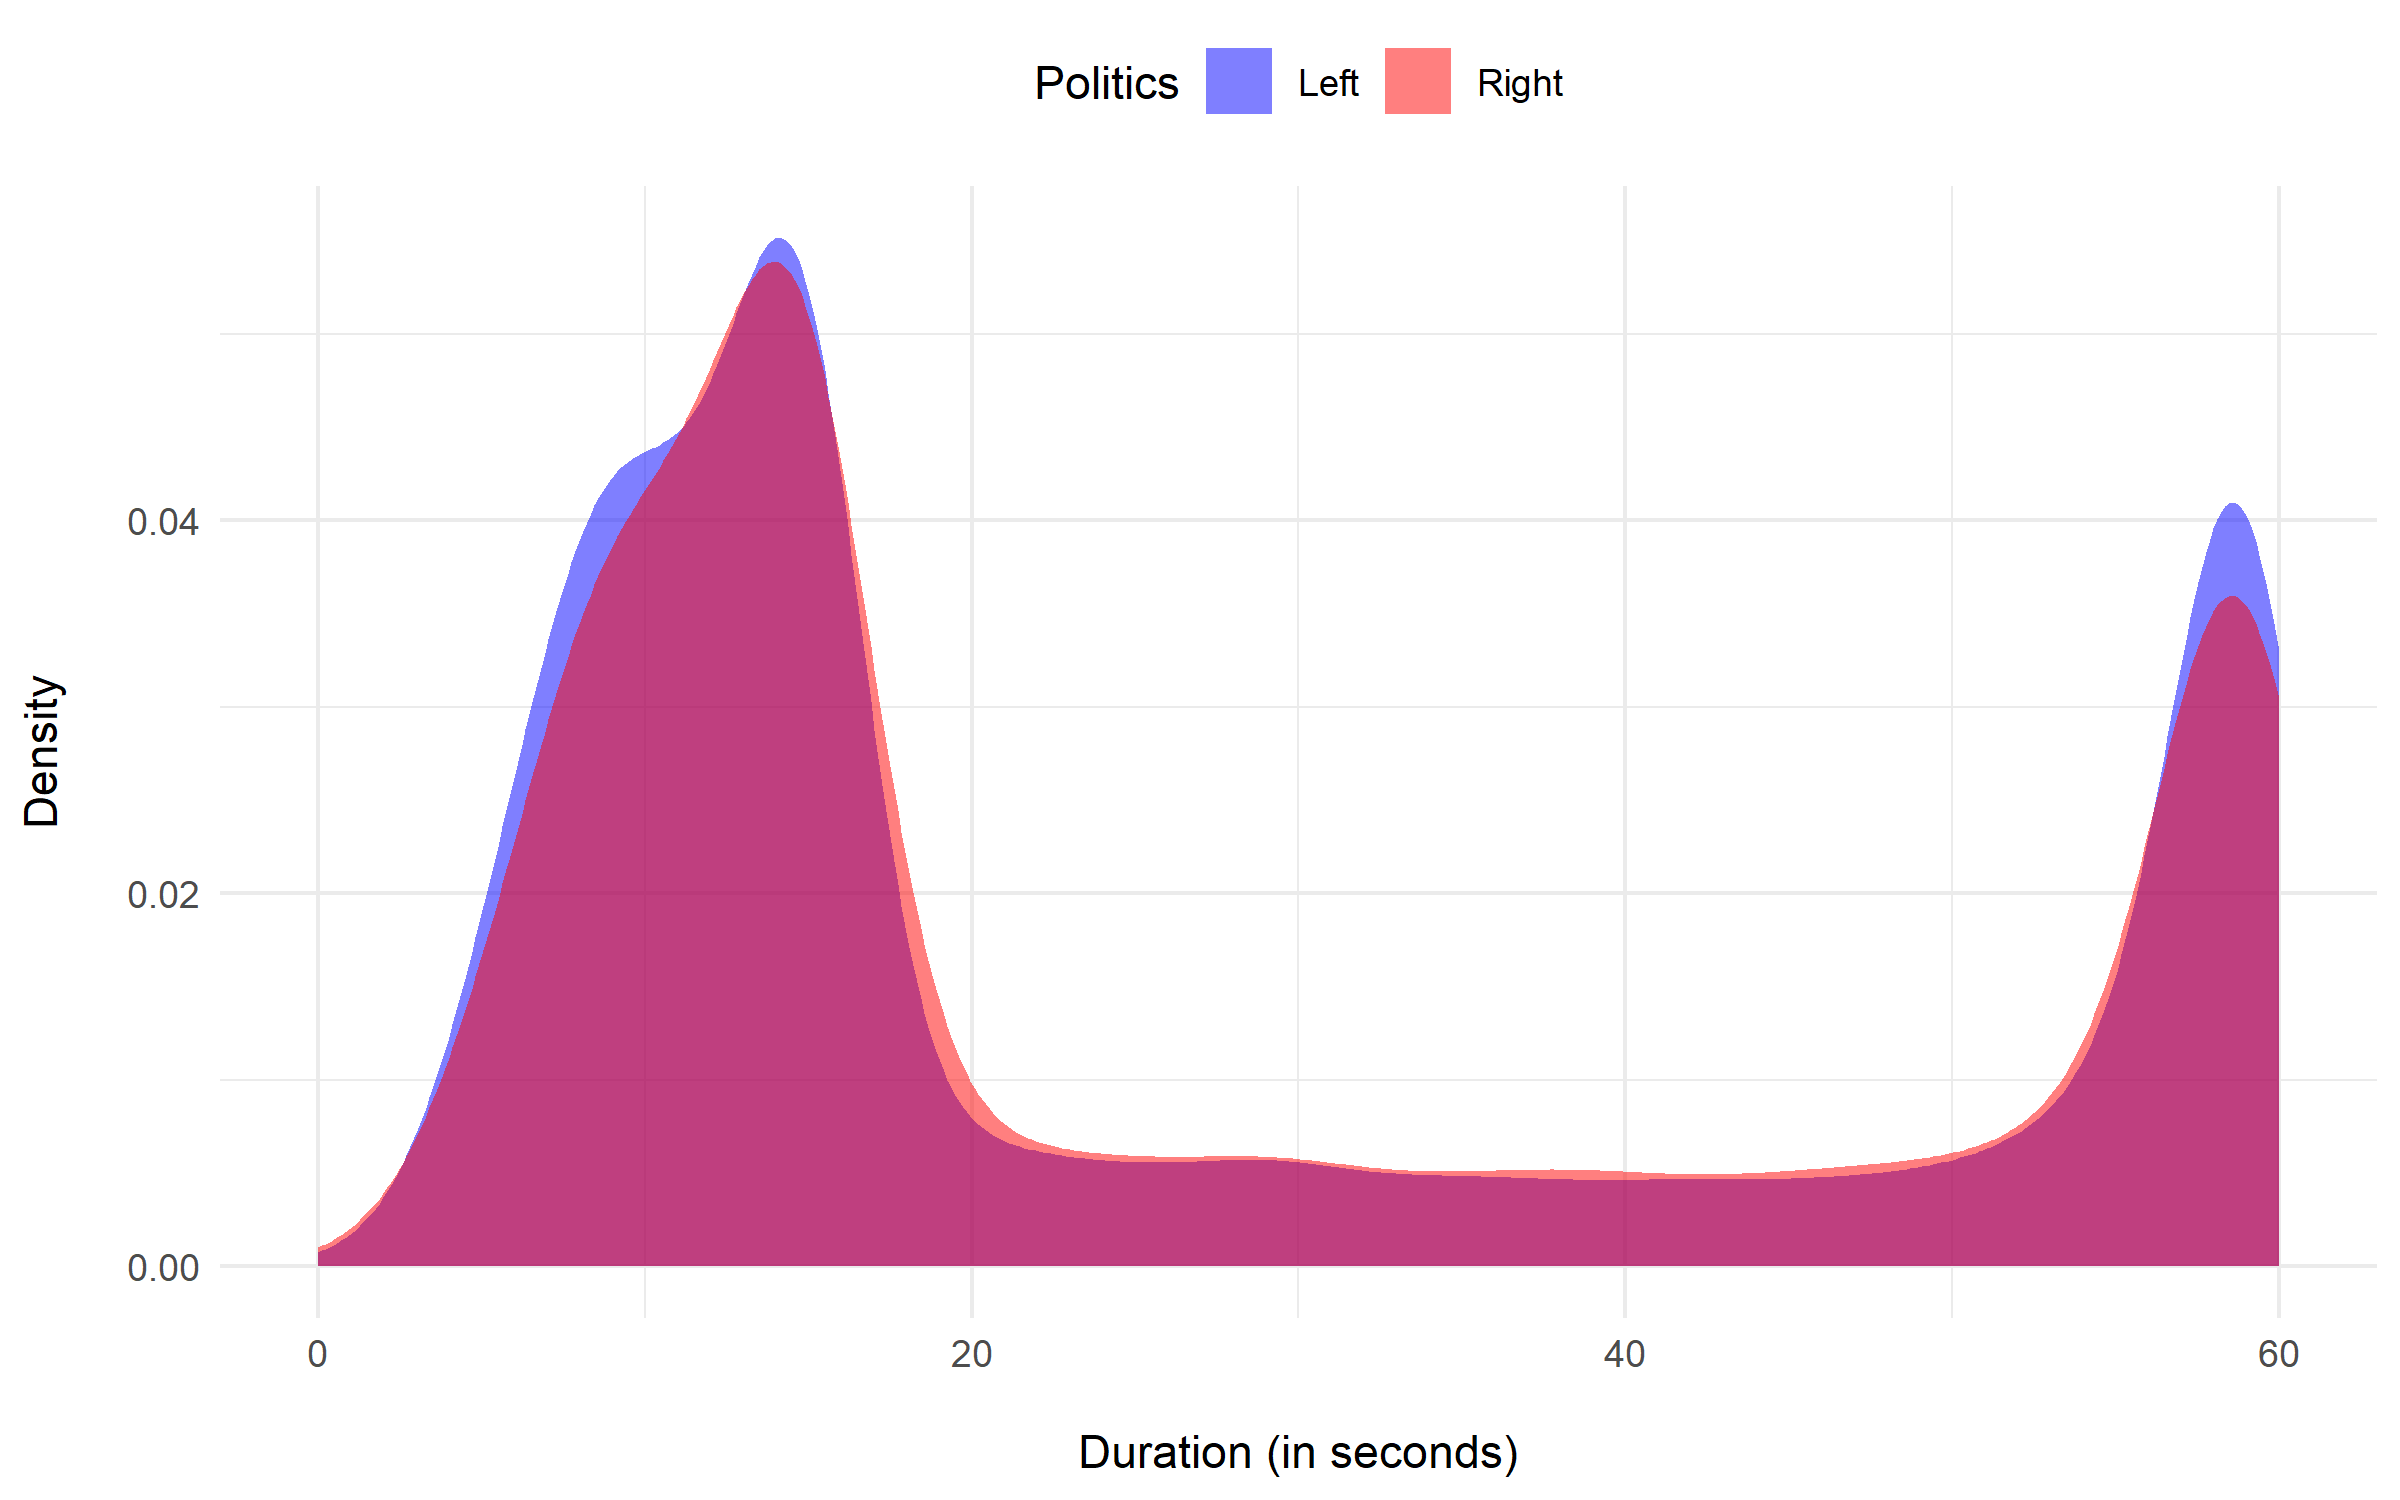 Politics Left Right
0.04
0.02
0.00
Density
0 20 40 60
Duration (in seconds)